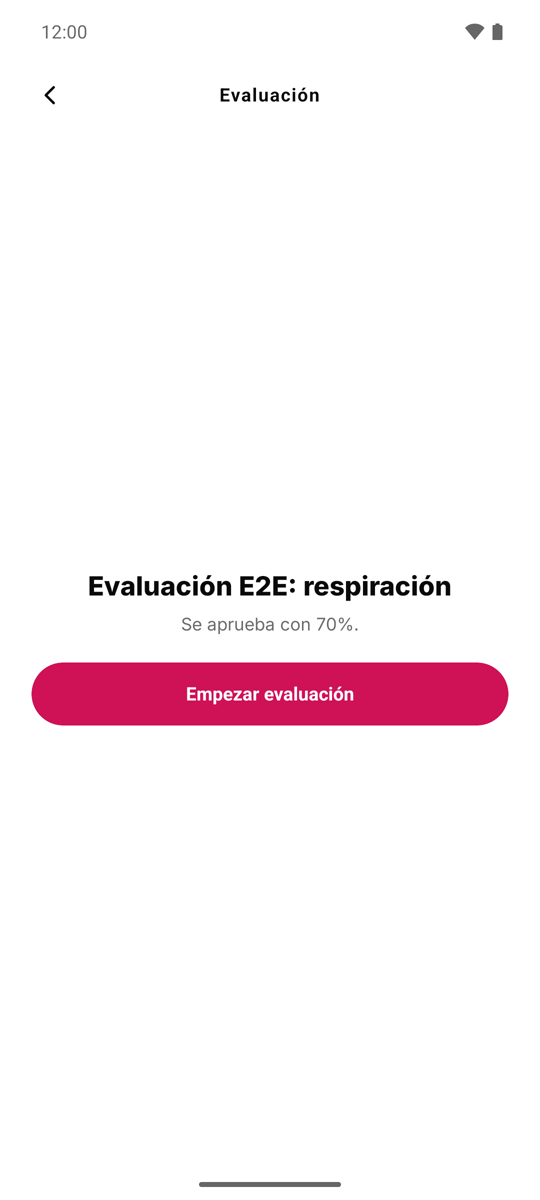 12:00
Evaluación
Evaluación E2E: respiración
Se aprueba con 70%.
Empezar evaluación